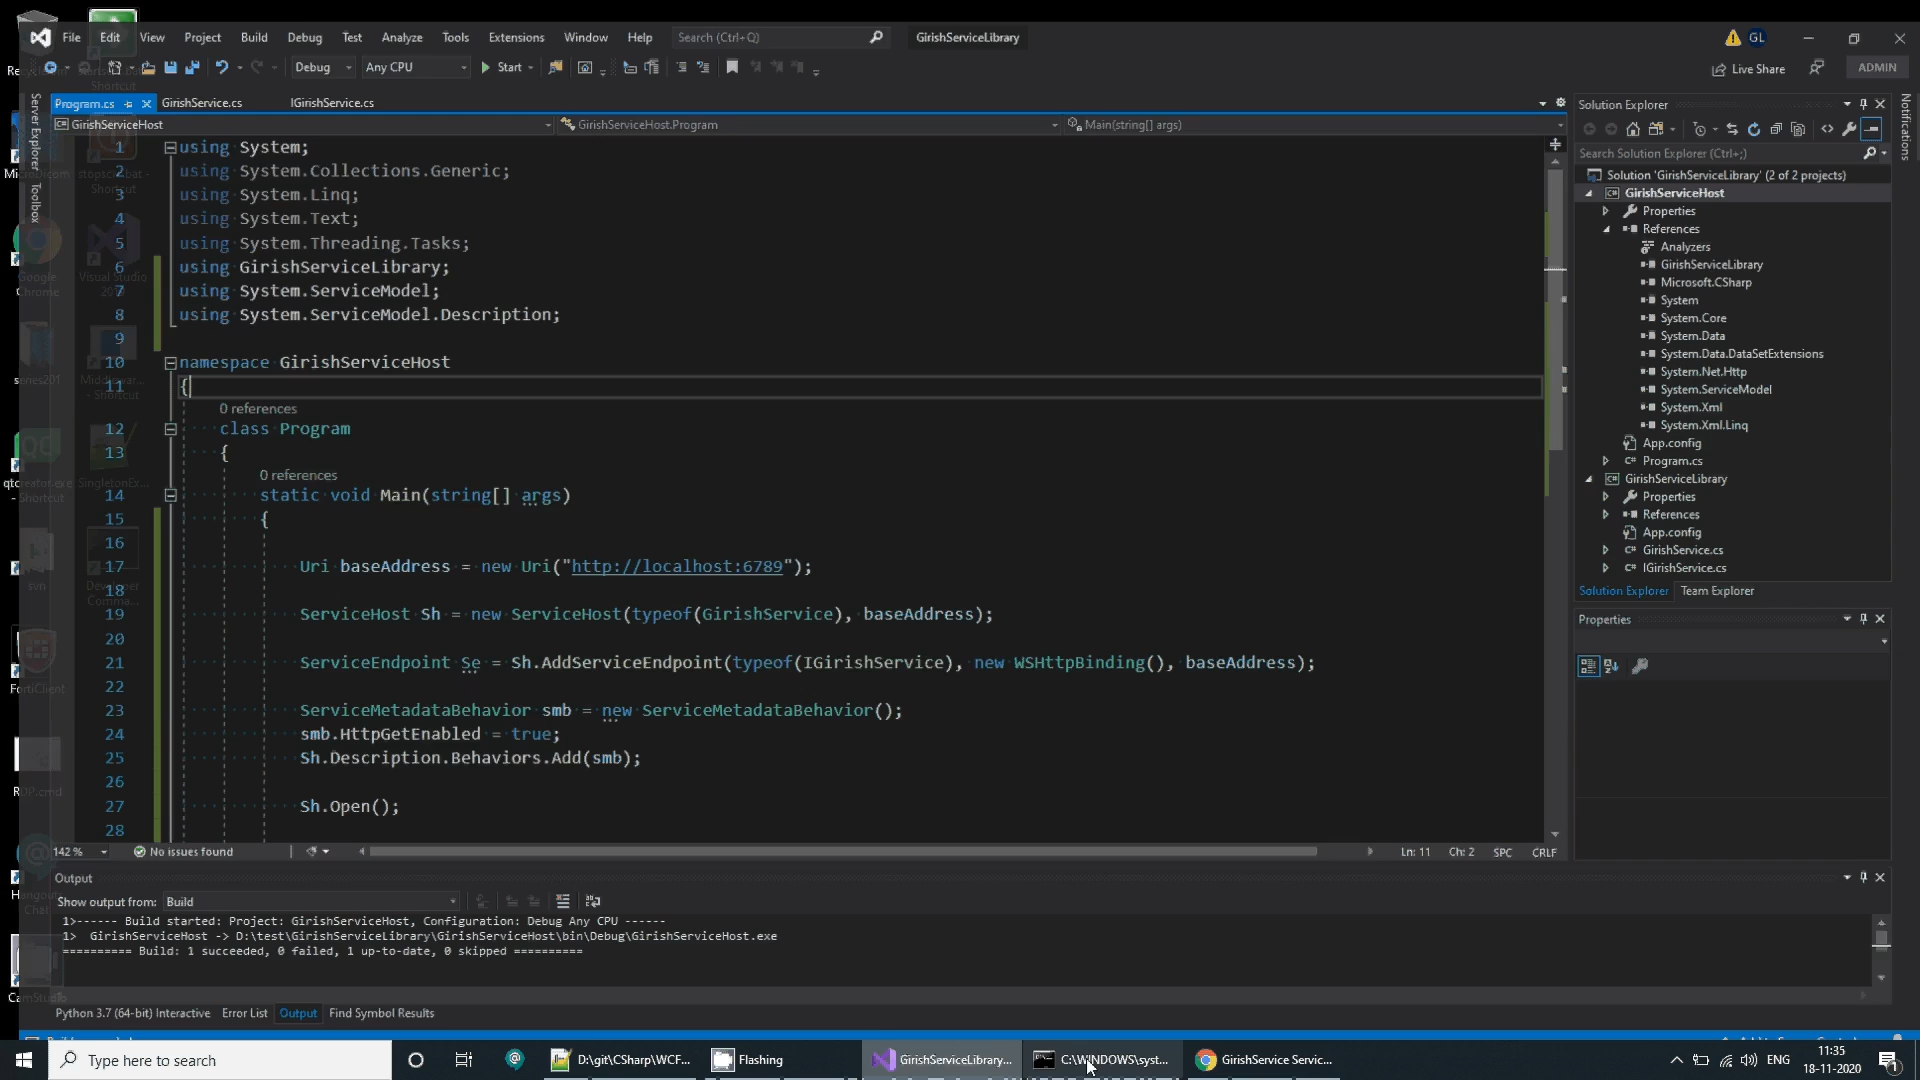 File Edit View Project Build Debug Test Analyze Tools Extensions Window Help Search (Ctrl+Q) GirishServiceLibrary GL
Debug Any CPU Start Live Share ADMIN
Program.cs GirishService.cs IGirishService.cs
GirishServiceHost GirishServiceHost.Program Main(string[] args)
Server Explorer
Toolbox
1 using System;
2 using System.Collections.Generic;
3 using System.Linq;
4 using System.Text;
5 using System.Threading.Tasks;
6 using GirishServiceLibrary;
7 using System.ServiceModel;
8 using System.ServiceModel.Description;
9
10 namespace GirishServiceHost
11 {
0 references
12 class Program
13 {
0 references
14 static void Main(string[] args)
15 {
16
17 Uri baseAddress = new Uri("http://localhost:6789");
18
19 ServiceHost Sh = new ServiceHost(typeof(GirishService), baseAddress);
20
21 ServiceEndpoint Se = Sh.AddServiceEndpoint(typeof(IGirishService), new WSHttpBinding(), baseAddress);
22
23 ServiceMetadataBehavior smb = new ServiceMetadataBehavior();
24 smb.HttpGetEnabled = true;
25 Sh.Description.Behaviors.Add(smb);
26
27 Sh.Open();
28
142 % No issues found Ln: 11 Ch: 2 SPC CRLF
Solution Explorer
Search Solution Explorer (Ctrl+;)
Solution 'GirishServiceLibrary' (2 of 2 projects)
GirishServiceHost
Properties
References
Analyzers
GirishServiceLibrary
Microsoft.CSharp
System
System.Core
System.Data
System.Data.DataSetExtensions
System.Net.Http
System.ServiceModel
System.Xml
System.Xml.Linq
App.config
C# Program.cs
GirishServiceLibrary
Properties
References
App.config
C# GirishService.cs
C# IGirishService.cs
Solution Explorer Team Explorer
Properties
Notifications
Output
Show output from: Build
1>------ Build started: Project: GirishServiceHost, Configuration: Debug Any CPU ------
1> GirishServiceHost -> D:\test\GirishServiceLibrary\GirishServiceHost\bin\Debug\GirishServiceHost.exe
========== Build: 1 succeeded, 0 failed, 1 up-to-date, 0 skipped ==========
Python 3.7 (64-bit) Interactive Error List Output Find Symbol Results
Type here to search D:\git\CSharp\WCF... Flashing GirishServiceLibrary... C:\WINDOWS\syst... GirishService Servic... ENG 11:35
18-11-2020